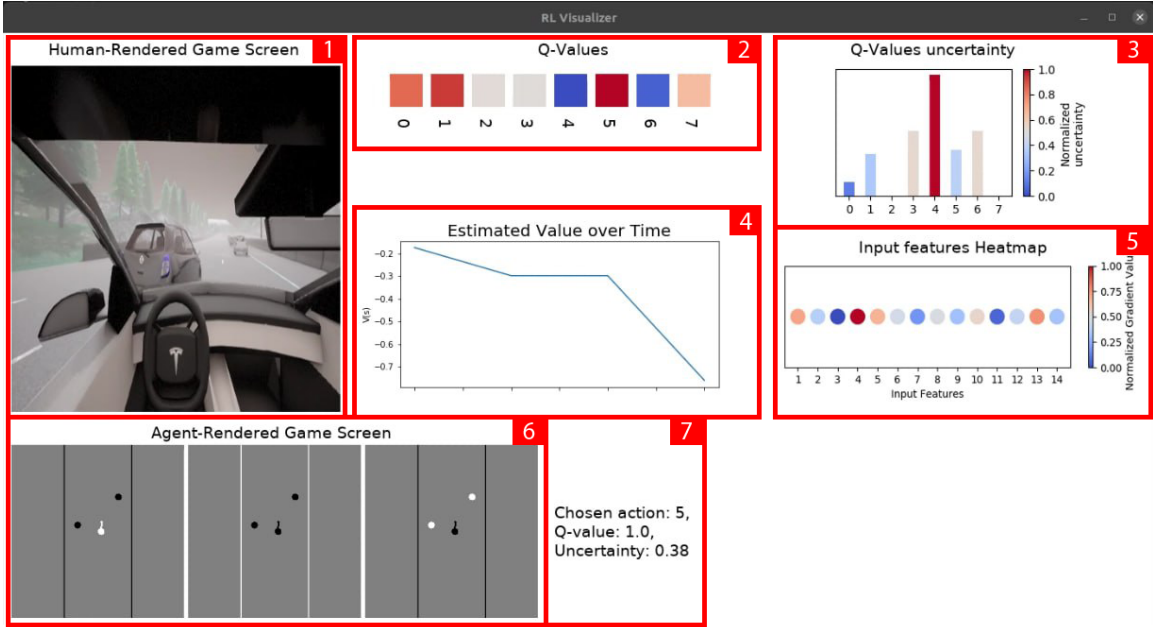 RL Visualizer
Human-Rendered Game Screen
1
Q-Values
2
0 1 2 3 4 5 6 7
Q-Values uncertainty
3
1.0
0.8
0.6
0.4
0.2
0.0
Normalized
uncertainty
0 1 2 3 4 5 6 7
Estimated Value over Time
4
V(s)
−0.2
−0.3
−0.4
−0.5
−0.6
−0.7
Input features Heatmap
5
1.00
0.75
0.50
0.25
0.00
Normalized Gradient Valu
1 2 3 4 5 6 7 8 9 10 11 12 13 14
Input Features
Agent-Rendered Game Screen
6
7
Chosen action: 5,
Q-value: 1.0,
Uncertainty: 0.38